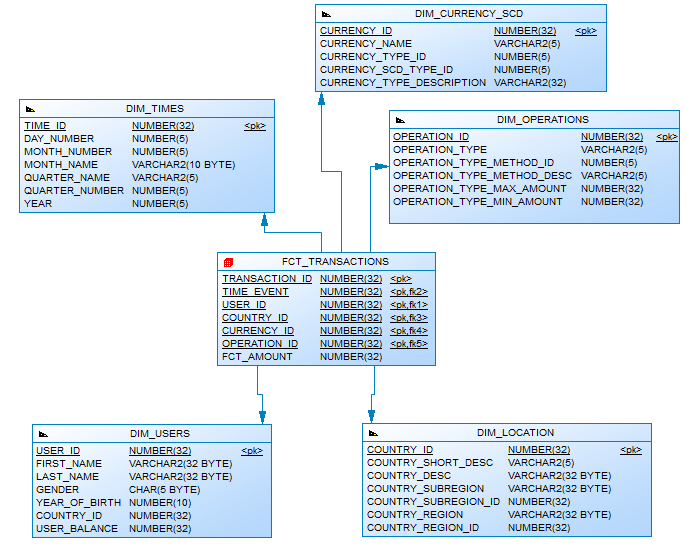 DIM_CURRENCY_SCD
CURRENCY_ID NUMBER(32) <pk>
CURRENCY_NAME VARCHAR2(5)
CURRENCY_TYPE_ID NUMBER(5)
CURRENCY_SCD_TYPE_ID NUMBER(5)
CURRENCY_TYPE_DESCRIPTION VARCHAR2(32)
DIM_TIMES
TIME_ID NUMBER(32) <pk>
DAY_NUMBER NUMBER(5)
MONTH_NUMBER NUMBER(5)
MONTH_NAME VARCHAR2(10 BYTE)
QUARTER_NAME VARCHAR2(5)
QUARTER_NUMBER NUMBER(5)
YEAR NUMBER(5)
DIM_OPERATIONS
OPERATION_ID NUMBER(32) <pk>
OPERATION_TYPE VARCHAR2(5)
OPERATION_TYPE_METHOD_ID NUMBER(5)
OPERATION_TYPE_METHOD_DESC VARCHAR2(5)
OPERATION_TYPE_MAX_AMOUNT NUMBER(32)
OPERATION_TYPE_MIN_AMOUNT NUMBER(32)
FCT_TRANSACTIONS
TRANSACTION_ID NUMBER(32) <pk>
TIME_EVENT NUMBER(32) <pk,fk2>
USER_ID NUMBER(32) <pk,fk1>
COUNTRY_ID NUMBER(32) <pk,fk3>
CURRENCY_ID NUMBER(32) <pk,fk4>
OPERATION_ID NUMBER(32) <pk,fk5>
FCT_AMOUNT NUMBER(32)
DIM_USERS
USER_ID NUMBER(32) <pk>
FIRST_NAME VARCHAR2(32 BYTE)
LAST_NAME VARCHAR2(32 BYTE)
GENDER CHAR(5 BYTE)
YEAR_OF_BIRTH NUMBER(10)
COUNTRY_ID NUMBER(32)
USER_BALANCE NUMBER(32)
DIM_LOCATION
COUNTRY_ID NUMBER(32) <pk>
COUNTRY_SHORT_DESC VARCHAR2(5)
COUNTRY_DESC VARCHAR2(32 BYTE)
COUNTRY_SUBREGION VARCHAR2(32 BYTE)
COUNTRY_SUBREGION_ID NUMBER(32)
COUNTRY_REGION VARCHAR2(32 BYTE)
COUNTRY_REGION_ID NUMBER(32)